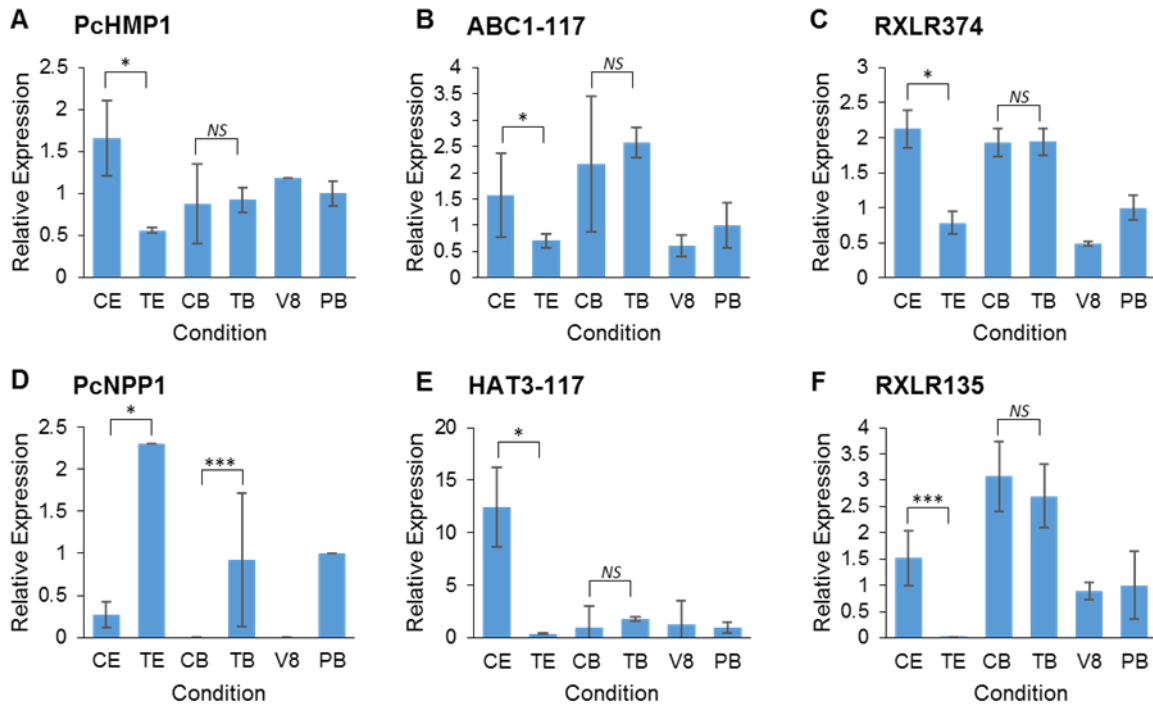 A PcHMP1
Relative Expression
2.5
2
1.5
1
0.5
0
*
NS
CE TE CB TB V8 PB
Condition
B ABC1-117
Relative Expression
4
3.5
3
2.5
2
1.5
1
0.5
0
*
NS
CE TE CB TB V8 PB
Condition
C RXLR374
Relative Expression
3
2.5
2
1.5
1
0.5
0
*
NS
CE TE CB TB V8 PB
Condition
D PcNPP1
Relative Expression
2.5
2
1.5
1
0.5
0
*
***
CE TE CB TB V8 PB
Condition
E HAT3-117
Relative Expression
20
15
10
5
0
*
NS
CE TE CB TB V8 PB
Condition
F RXLR135
Relative Expression
4
3.5
3
2.5
2
1.5
1
0.5
0
***
NS
CE TE CB TB V8 PB
Condition